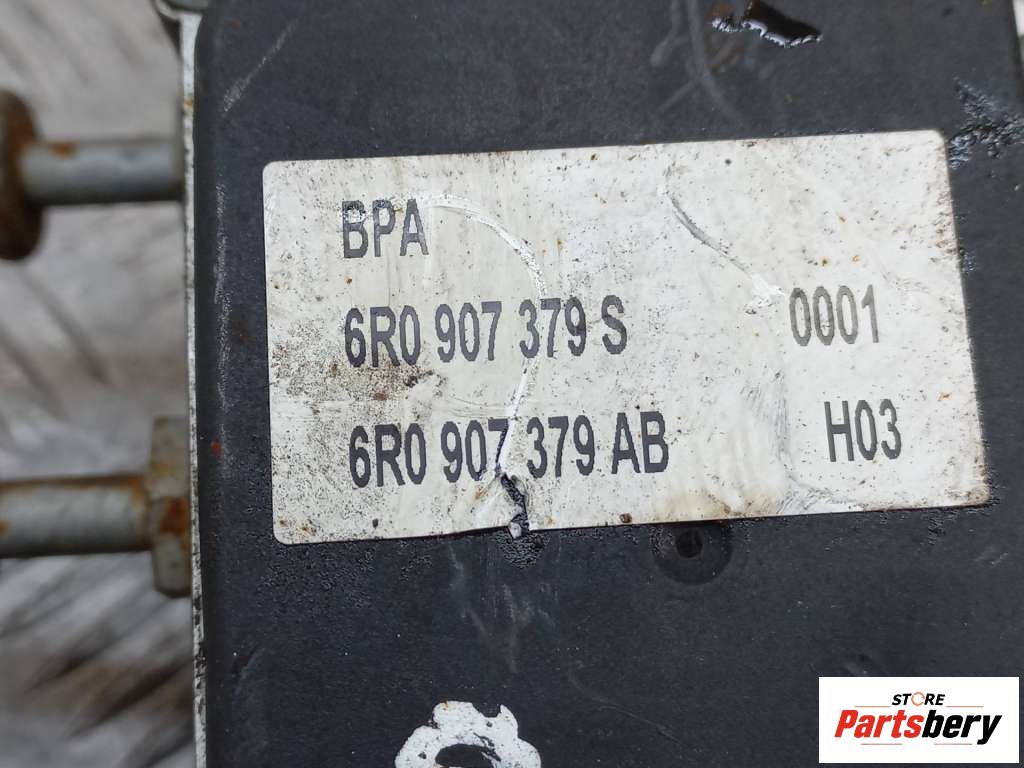 BPA
6R0 907 379 S 0001
6R0 907 379 AB H03
STORE
Partsbery